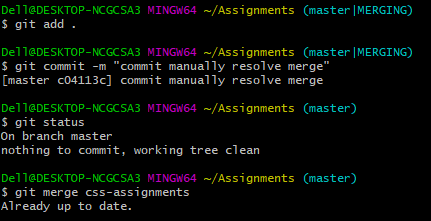 Dell@DESKTOP-NCGCSA3 MINGW64 ~/Assignments (master|MERGING)
$ git add .
Dell@DESKTOP-NCGCSA3 MINGW64 ~/Assignments (master|MERGING)
$ git commit -m "commit manually resolve merge"
[master c04113c] commit manually resolve merge
Dell@DESKTOP-NCGCSA3 MINGW64 ~/Assignments (master)
$ git status
On branch master
nothing to commit, working tree clean
Dell@DESKTOP-NCGCSA3 MINGW64 ~/Assignments (master)
$ git merge css-assignments
Already up to date.